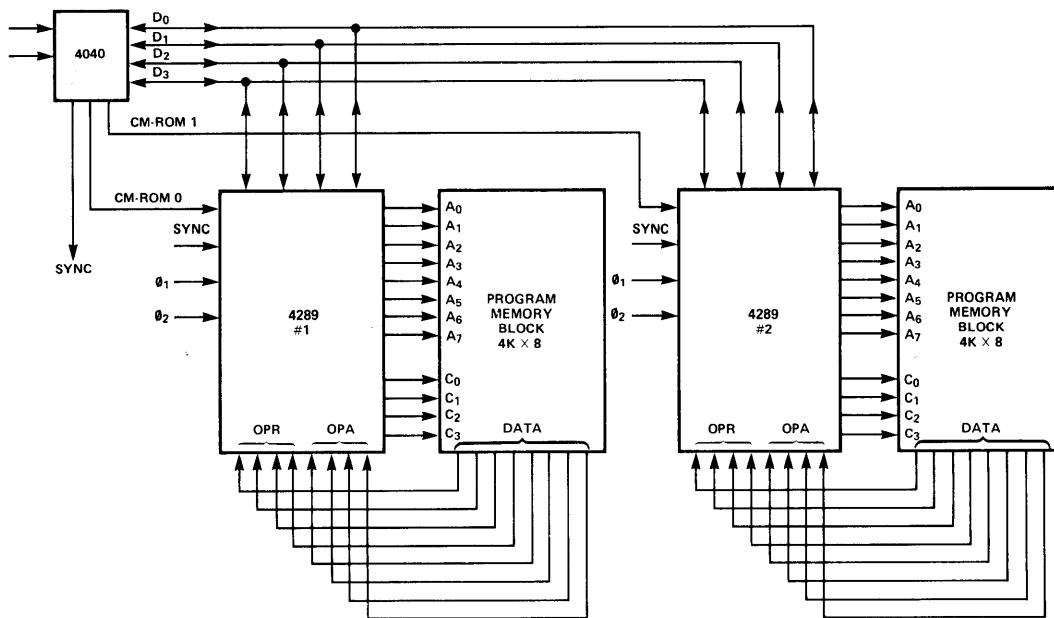 4040
D0
D1
D2
D3
CM-ROM 1
CM-ROM 0
SYNC
SYNC
Ø1
Ø2
4289
#1
OPR
OPA
A0
A1
A2
A3
A4
A5
A6
A7
C0
C1
C2
C3
PROGRAM
MEMORY
BLOCK
4K × 8
DATA
SYNC
Ø1
Ø2
4289
#2
OPR
OPA
A0
A1
A2
A3
A4
A5
A6
A7
C0
C1
C2
C3
PROGRAM
MEMORY
BLOCK
4K × 8
DATA